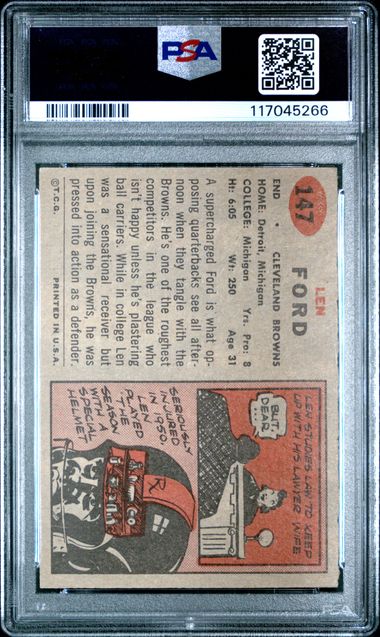 PSA
117045266
147
LEN
FORD
END • CLEVELAND BROWNS
HOME: Detroit, Michigan
COLLEGE: Michigan Yrs. Pro: 8
Ht: 6:05 Wt: 250 Age 31
A supercharged Ford is what op-
posing quarterbacks see all after-
noon when they tangle with the
Browns. He's one of the roughest
competitors in the league who
isn't happy unless he's plastering
ball carriers. While in college Len
was a sensational receiver but
upon joining the Browns, he was
pressed into action as a defender.
©T.C.G. PRINTED IN U.S.A.
LEN STUDIES LAW TO KEEP
UP WITH HIS LAWYER WIFE
BUT,
DEAR...
SERIOUSLY
INJURED
IN 1950,
LEN
PLAYED
THE
SEASON
WITH A
SPECIAL
HELMET
PSA